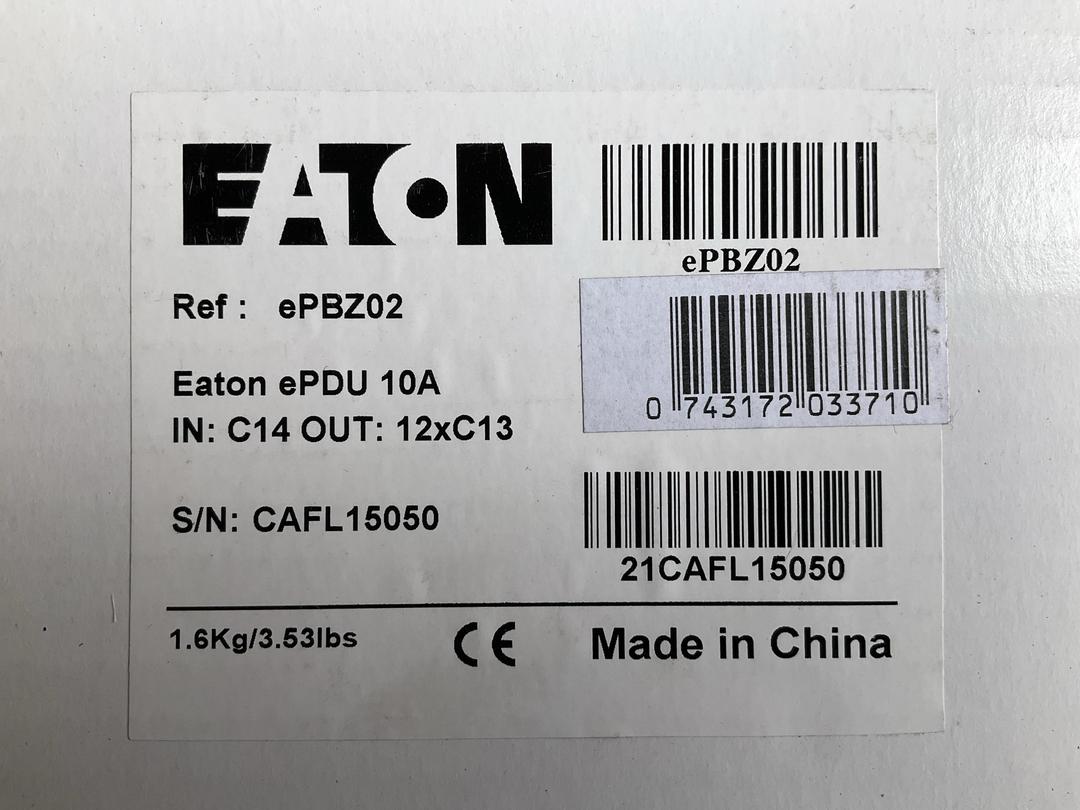 EATON
ePBZ02
Ref : ePBZ02
0 743172 033710
Eaton ePDU 10A
IN: C14 OUT: 12xC13
S/N: CAFL15050
21CAFL15050
1.6Kg/3.53lbs
CE
Made in China